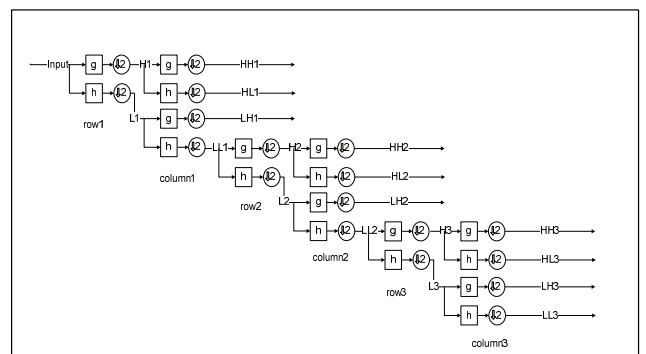 Input g ⇓2 H1 g ⇓2 HH1
h ⇓2 h ⇓2 HL1
L1 g ⇓2 LH1
row1
h ⇓2 LL1 g ⇓2 H2 g ⇓2 HH2
column1
h ⇓2 h ⇓2 HL2
L2 g ⇓2 LH2
row2
h ⇓2 LL2 g ⇓2 H3 g ⇓2 HH3
column2
h ⇓2 h ⇓2 HL3
L3 g ⇓2 LH3
row3
h ⇓2 LL3
column3